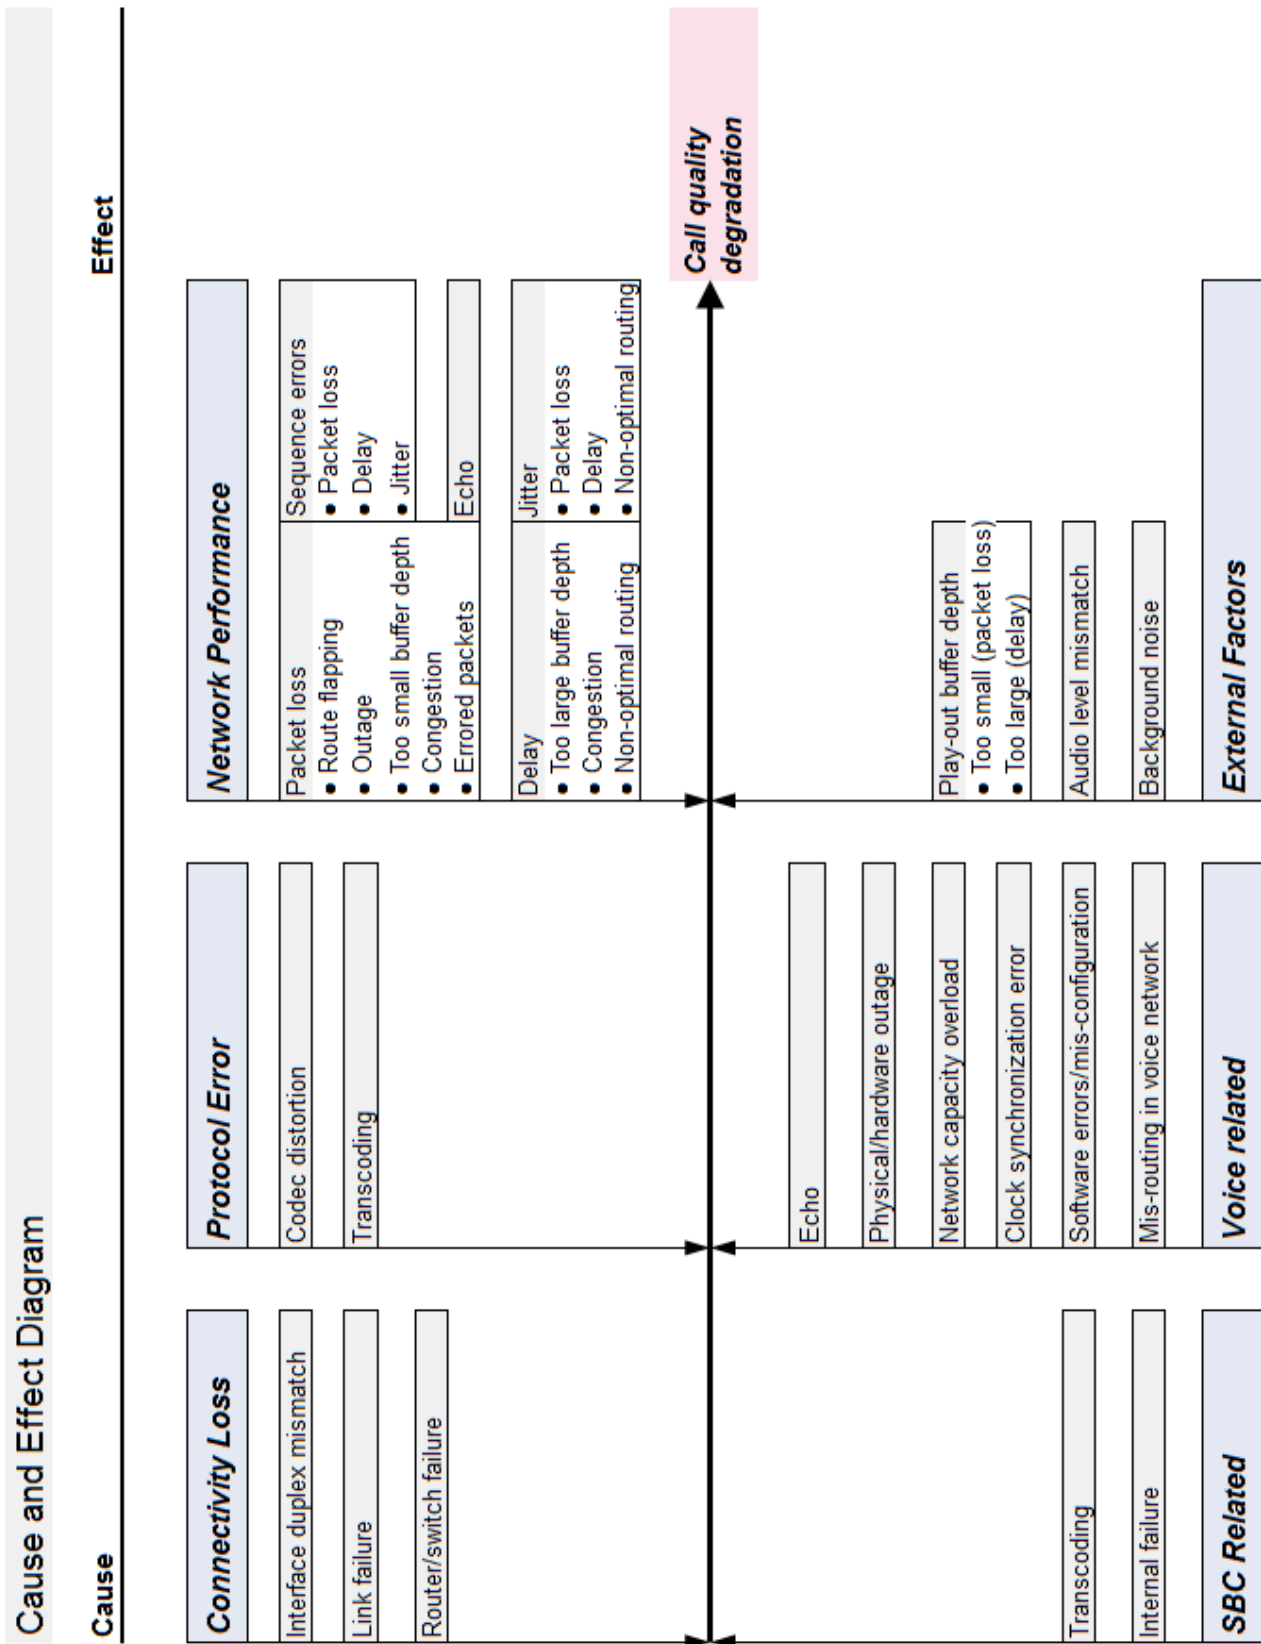 Cause and Effect Diagram
Cause
Effect
Connectivity Loss
Interface duplex mismatch
Link failure
Router/switch failure
Protocol Error
Codec distortion
Transcoding
Network Performance
Packet loss
• Route flapping
• Outage
• Too small buffer depth
• Congestion
• Errored packets
Sequence errors
• Packet loss
• Delay
• Jitter
Echo
Delay
• Too large buffer depth
• Congestion
• Non-optimal routing
Jitter
• Packet loss
• Delay
• Non-optimal routing
Call quality
degradation
Transcoding
Internal failure
SBC Related
Echo
Physical/hardware outage
Network capacity overload
Clock synchronization error
Software errors/mis-configuration
Mis-routing in voice network
Voice related
Play-out buffer depth
• Too small (packet loss)
• Too large (delay)
Audio level mismatch
Background noise
External Factors